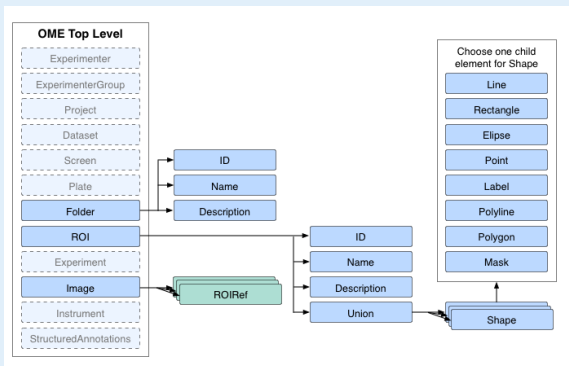 OME Top Level
Experimenter
ExperimenterGroup
Project
Dataset
Screen
Plate
Folder
ROI
Experiment
Image
Instrument
StructuredAnnotations
ID
Name
Description
ROIRef
ID
Name
Description
Union
Choose one child
element for Shape
Line
Rectangle
Elipse
Point
Label
Polyline
Polygon
Mask
Shape